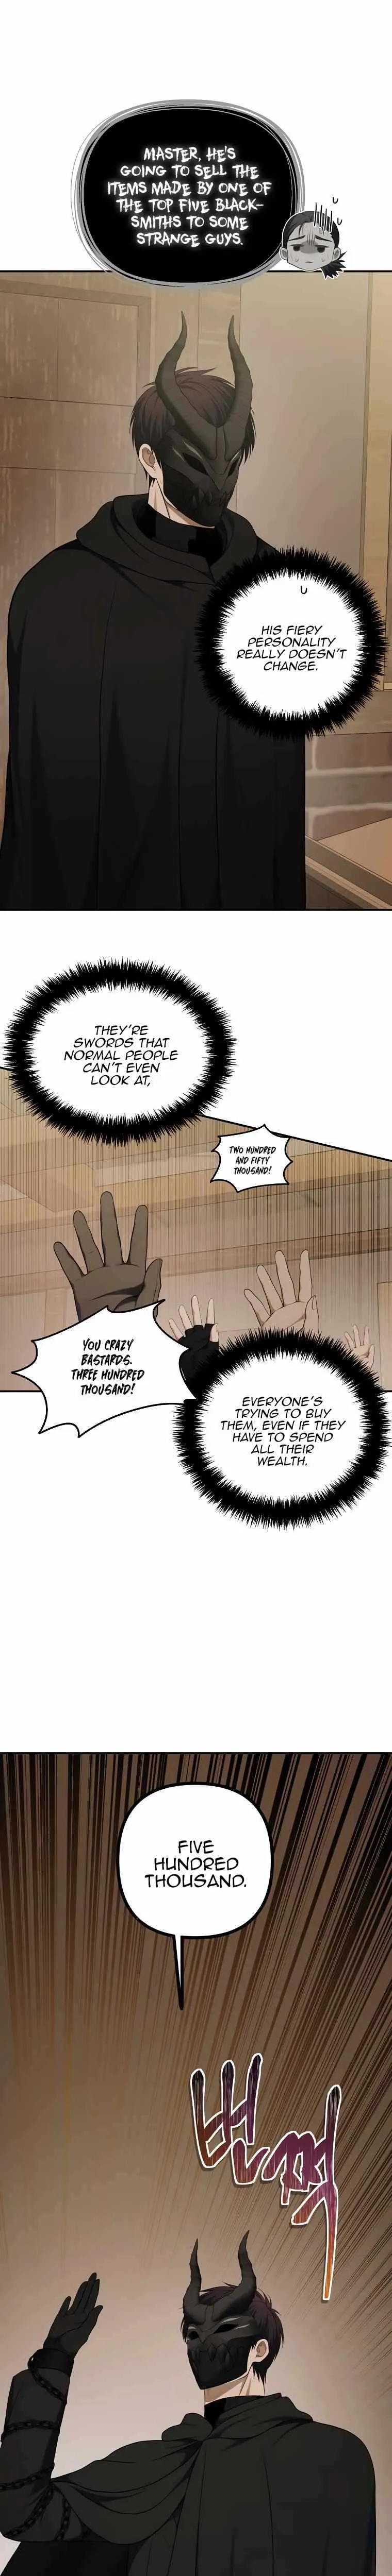 MASTER, HE'S
GOING TO SELL THE
ITEMS MADE BY ONE OF
THE TOP FIVE BLACK-
SMITHS TO SOME
STRANGE GUYS.
HIS FIERY
PERSONALITY
REALLY DOESN'T
CHANGE.
THEY'RE
SWORDS THAT
NORMAL PEOPLE
CAN'T EVEN
LOOK AT,
TWO HUNDRED
AND FIFTY
THOUSAND!
YOU CRAZY
BASTARDS.
THREE HUNDRED
THOUSAND!
EVERYONE'S
TRYING TO BUY
THEM, EVEN IF THEY
HAVE TO SPEND
ALL THEIR
WEALTH.
FIVE
HUNDRED
THOUSAND.
번쩍